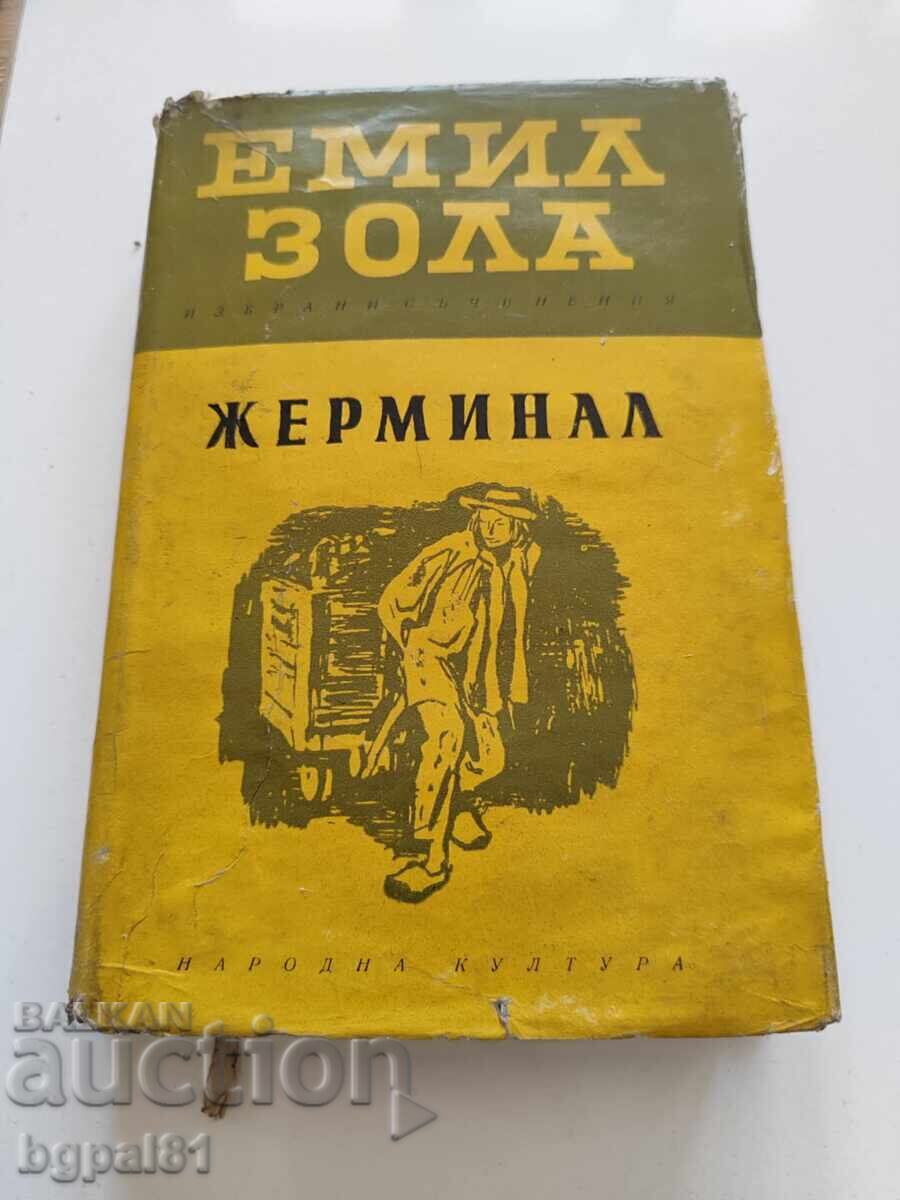 ЕМИЛ
ЗОЛА
ИЗБРАНИ СЪЧИНЕНИЯ
ЖЕРМИНАЛ
НАРОДНА КУЛТУРА
BALKAN
auction
bgpal81